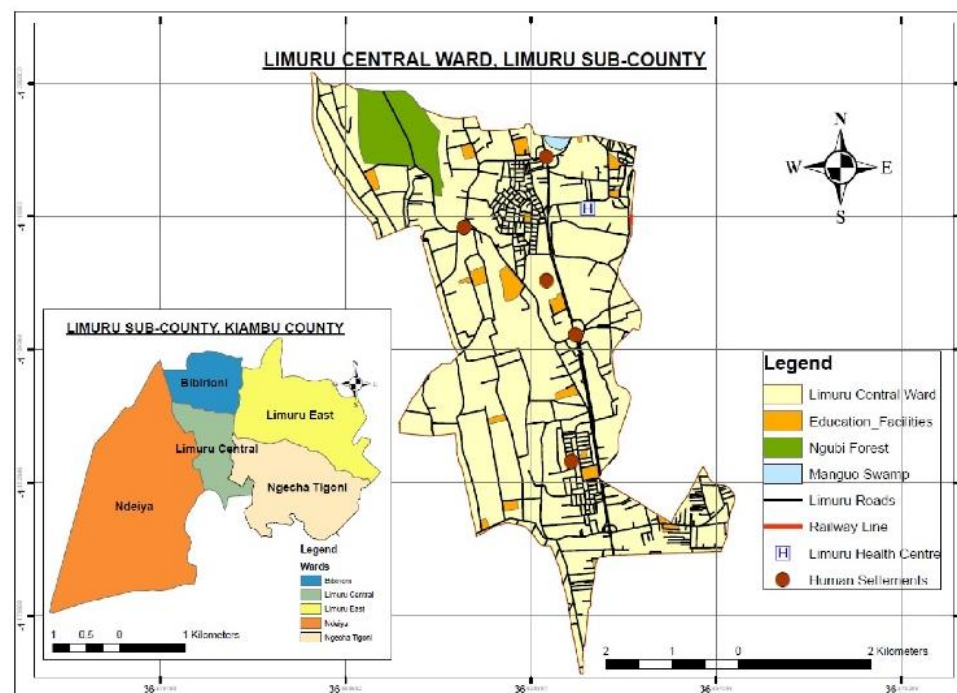 LIMURU CENTRAL WARD, LIMURU SUB-COUNTY
N
W E
S
LIMURU SUB-COUNTY, KIAMBU COUNTY
Bibirioni
Limuru East
Limuru Central
Ngecha Tigoni
Ndeiya
Legend
Wards
Bibirioni
Limuru Central
Limuru East
Ndeiya
Ngecha Tigoni
1 0.5 0 1 Kilometers
H
Legend
Limuru Central Ward
Education_Facilities
Ngubi Forest
Manguo Swamp
Limuru Roads
Railway Line
H Limuru Health Centre
Human Settements
2 1 0 2 Kilometers